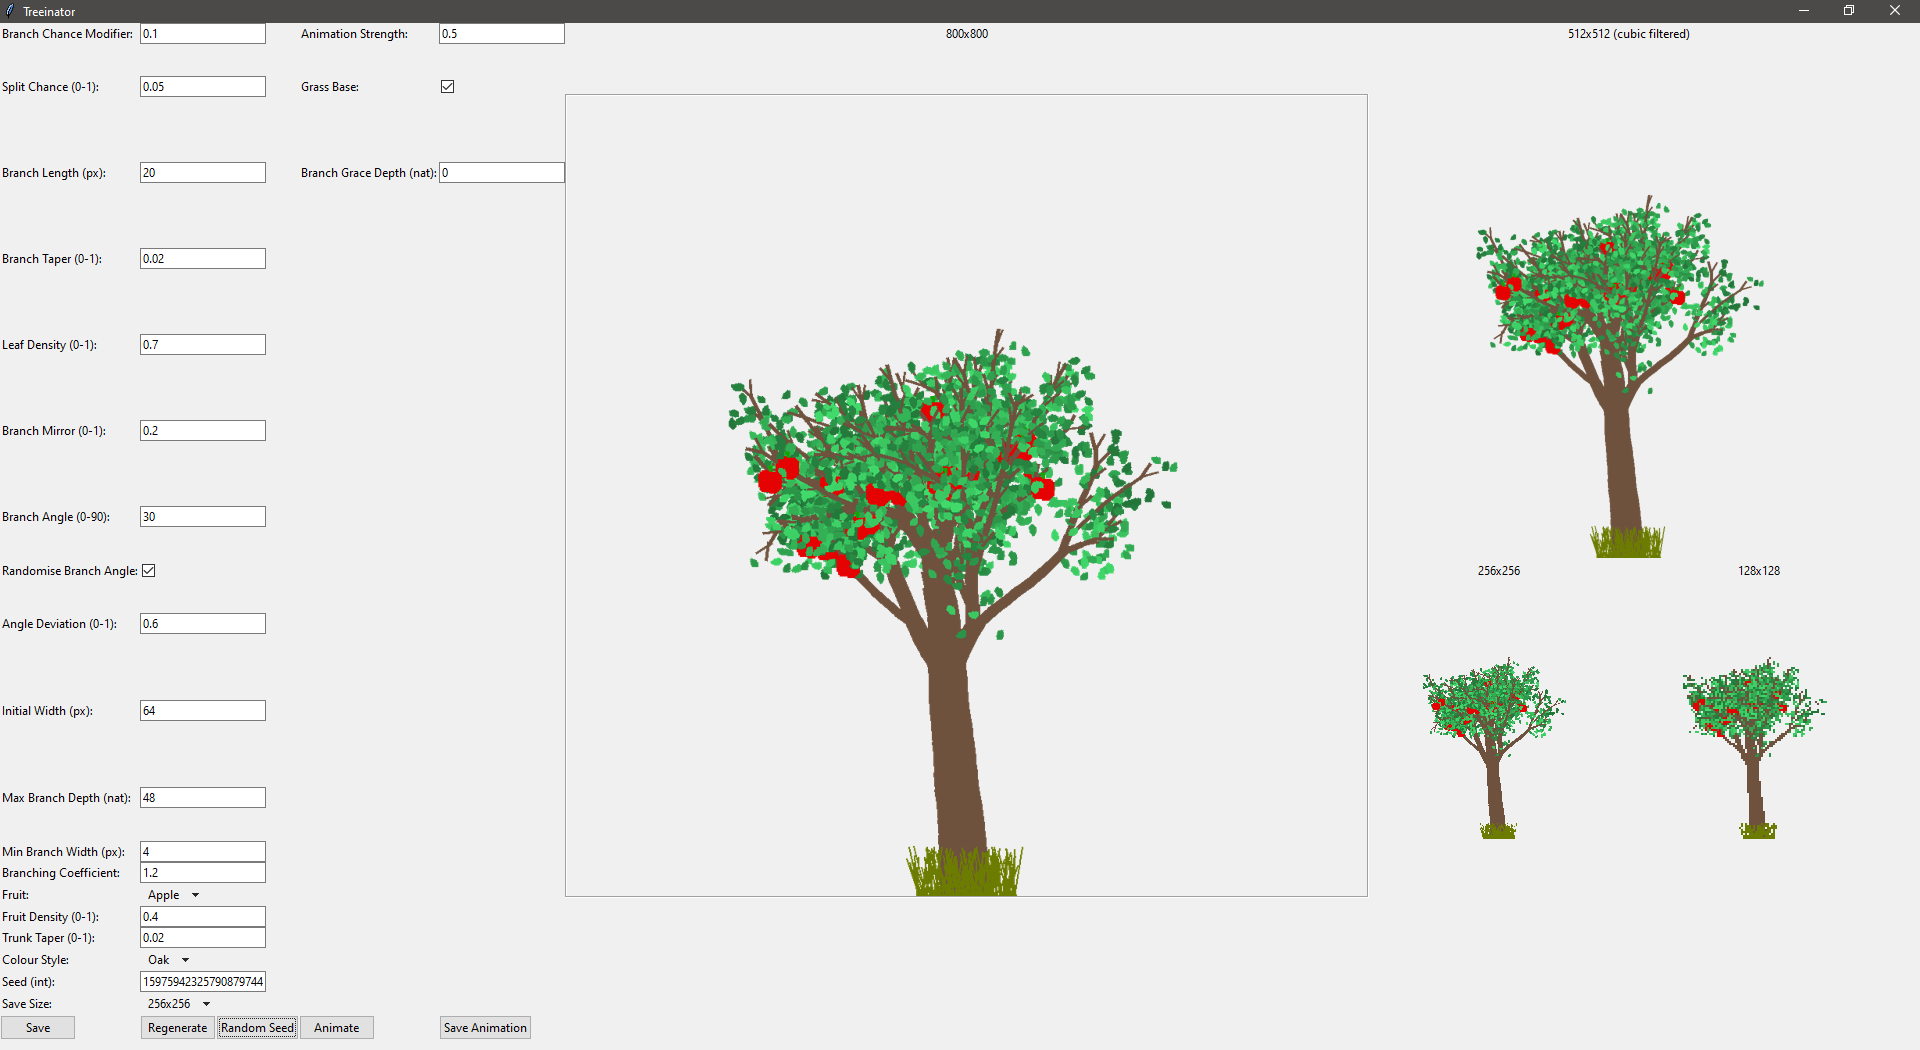 Treeinator
Branch Chance Modifier: 0.1 Animation Strength: 0.5 800x800 512x512 (cubic filtered)
Split Chance (0-1): 0.05 Grass Base:
Branch Length (px): 20 Branch Grace Depth (nat): 0
Branch Taper (0-1): 0.02
Leaf Density (0-1): 0.7
Branch Mirror (0-1): 0.2
Branch Angle (0-90): 30
Randomise Branch Angle: 256x256 128x128
Angle Deviation (0-1): 0.6
Initial Width (px): 64
Max Branch Depth (nat): 48
Min Branch Width (px): 4
Branching Coefficient: 1.2
Fruit: Apple
Fruit Density (0-1): 0.4
Trunk Taper (0-1): 0.02
Colour Style: Oak
Seed (int): 15975942325790879744
Save Size: 256x256
Save Regenerate Random Seed Animate Save Animation